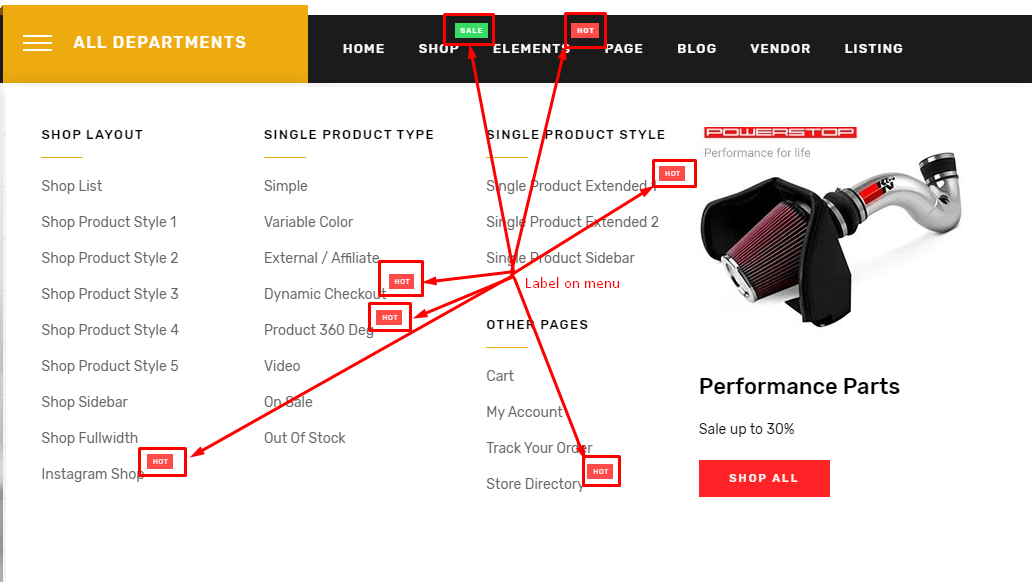 SALE
HOT
ALL DEPARTMENTS
HOME SHOP ELEMENTS PAGE BLOG VENDOR LISTING
SHOP LAYOUT
Shop List
Shop Product Style 1
Shop Product Style 2
Shop Product Style 3
Shop Product Style 4
Shop Product Style 5
Shop Sidebar
Shop Fullwidth
HOT
Instagram Shop
SINGLE PRODUCT TYPE
Simple
Variable Color
External / Affiliate
HOT
Dynamic Checkout
HOT
Product 360 Deg
Video
On Sale
Out Of Stock
SINGLE PRODUCT STYLE
HOT
Single Product Extended 1
Single Product Extended 2
Single Product Sidebar
Label on menu
OTHER PAGES
Cart
My Account
Track Your Order
HOT
Store Directory
POWERSTOP
Performance for life
K&N
Performance Parts
Sale up to 30%
SHOP ALL